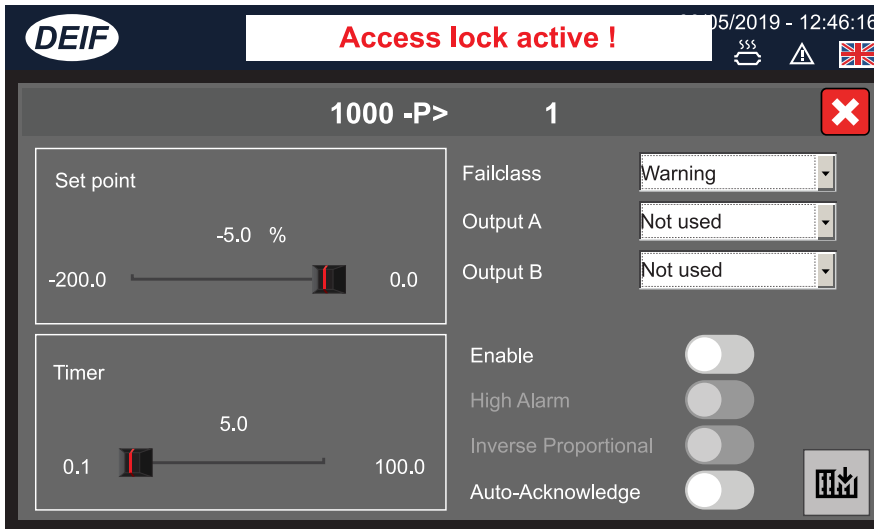 DEIF
Access lock active !
05/2019 - 12:46:16
1000 -P> 1
Set point
-5.0 %
-200.0 0.0
Timer
5.0
0.1 100.0
Failclass Warning
Output A Not used
Output B Not used
Enable
High Alarm
Inverse Proportional
Auto-Acknowledge